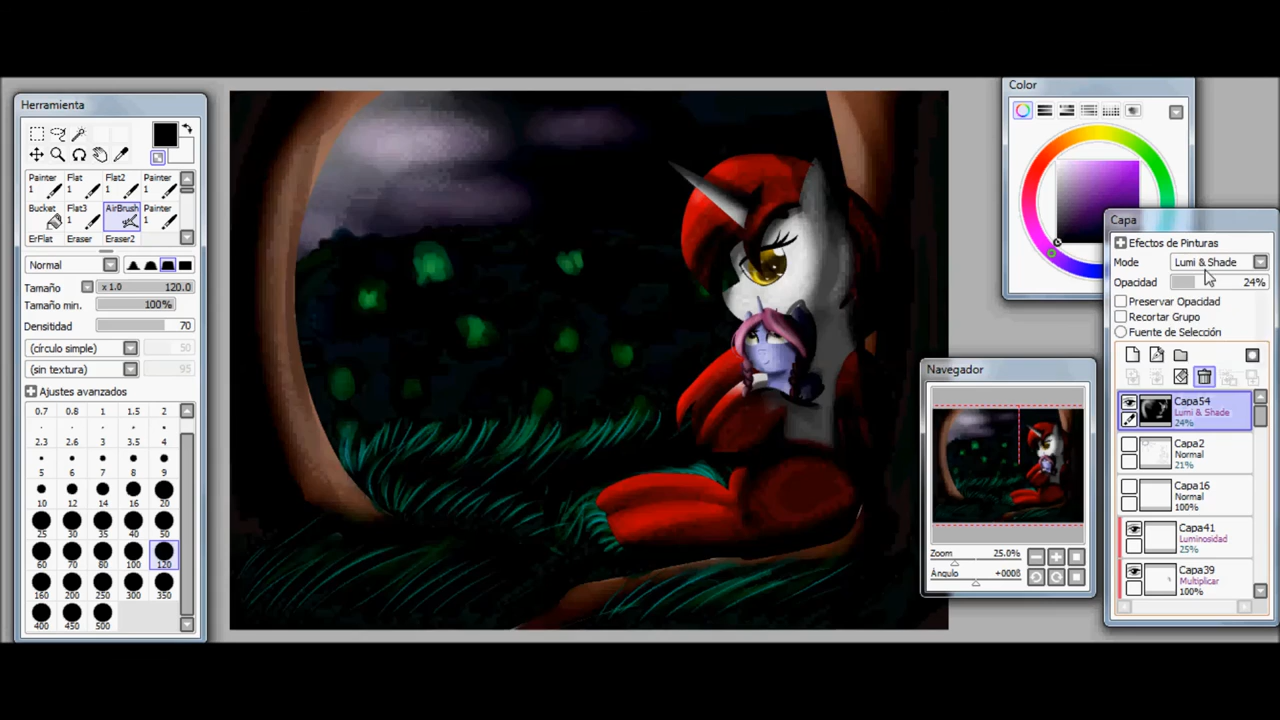 Herramienta
Painter Flat Flat2 Painter
1 1 1 1
Bucket Flat3 AirBrush Painter
1 1
ErFlat Eraser Eraser2
Normal
Tamaño x 1.0 120.0
Tamaño min. 100%
Densitidad 70
(círculo simple) 50
(sin textura) 95
Ajustes avanzados
0.7 0.8 1 1.5 2
2.3 2.6 3 3.5 4
5 6 7 8 9
10 12 14 16 20
25 30 35 40 50
60 70 80 100 120
160 200 250 300 350
400 450 500
Color
Navegador
Zoom 25.0%
Ángulo +0008
Capa
Efectos de Pinturas
Mode Lumi & Shade
Opacidad 24%
Preservar Opacidad
Recortar Grupo
Fuente de Selección
Capa54
Lumi & Shade
24%
Capa2
Normal
21%
Capa16
Normal
100%
Capa41
Luminosidad
25%
Capa39
Multiplicar
100%